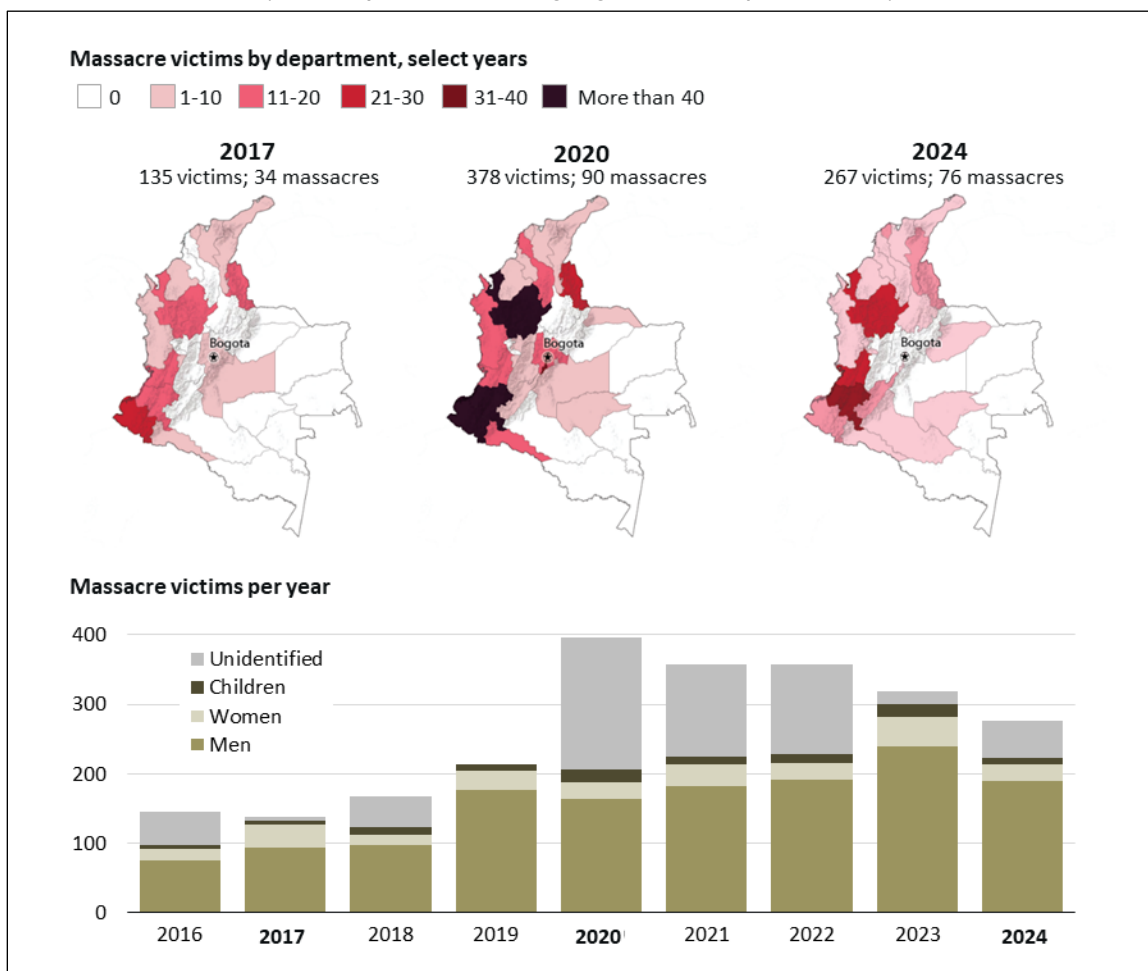 Massacre victims by department, select years
0 1-10 11-20 21-30 31-40 More than 40
2017 2020 2024
135 victims; 34 massacres 378 victims; 90 massacres 267 victims; 76 massacres
Bogota Bogota Bogota
Massacre victims per year
400
Unidentified
Children
300
Women
Men
200
100
0
2016 2017 2018 2019 2020 2021 2022 2023 2024